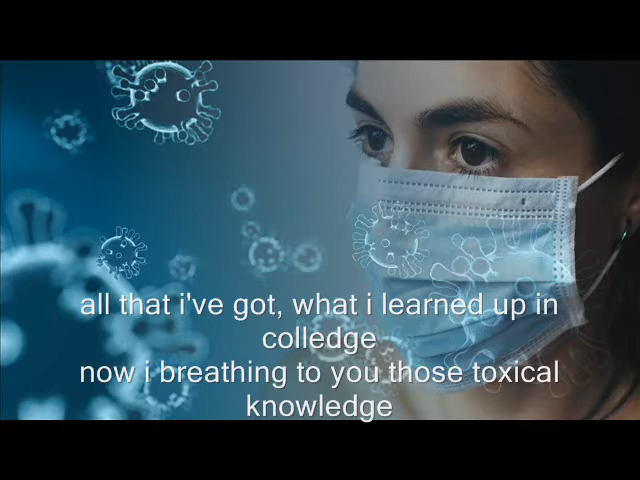 all that i've got, what i learned up in
colledge
now i breathing to you those toxical
knowledge